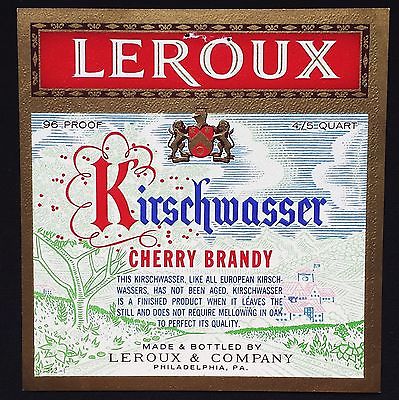 LEROUX
96 PROOF 4/5-QUART
Kirschwasser
CHERRY BRANDY
THIS KIRSCHWASSER, LIKE ALL EUROPEAN KIRSCH-
WASSERS, HAS NOT BEEN AGED. KIRSCHWASSER
IS A FINISHED PRODUCT WHEN IT LEAVES THE
STILL AND DOES NOT REQUIRE MELLOWING IN OAK
TO PERFECT ITS QUALITY.
MADE & BOTTLED BY
LEROUX & COMPANY
PHILADELPHIA, PA.